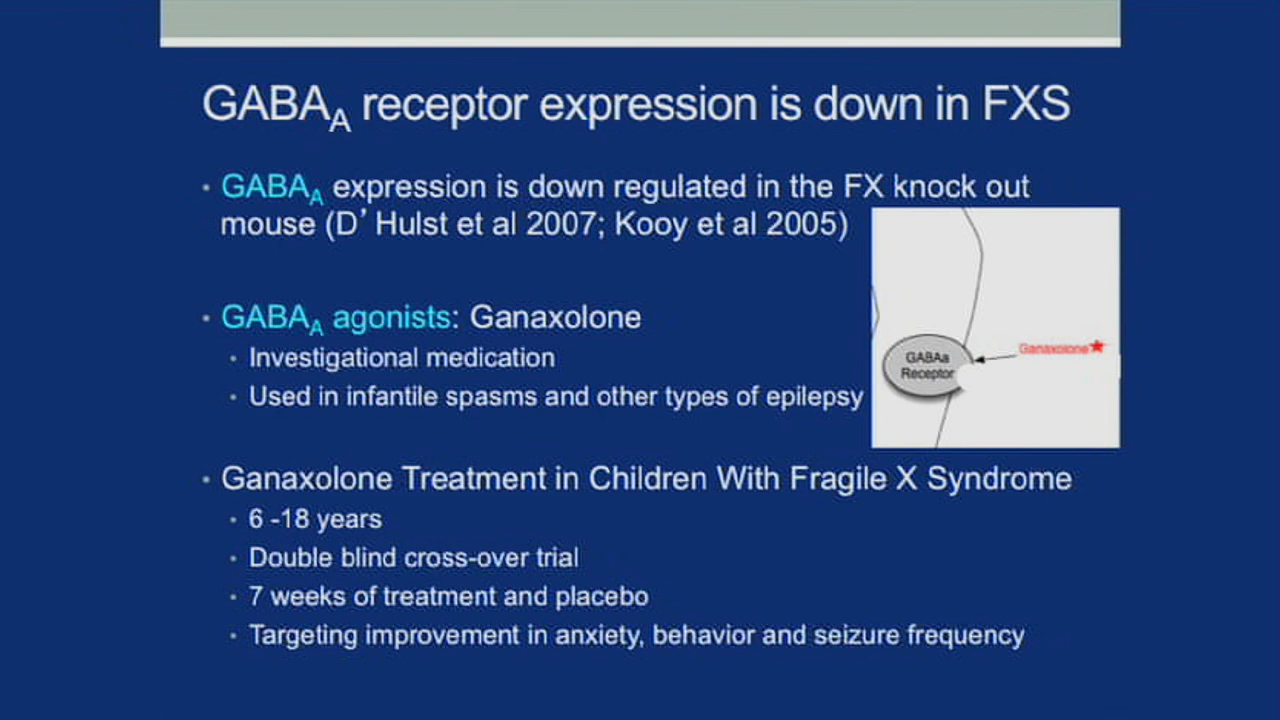 GABAA receptor expression is down in FXS
• GABAA expression is down regulated in the FX knock out
mouse (D’ Hulst et al 2007; Kooy et al 2005)
• GABAA agonists: Ganaxolone
• Investigational medication
• Used in infantile spasms and other types of epilepsy
GABAa
Receptor
Ganaxolone
• Ganaxolone Treatment in Children With Fragile X Syndrome
• 6 -18 years
• Double blind cross-over trial
• 7 weeks of treatment and placebo
• Targeting improvement in anxiety, behavior and seizure frequency